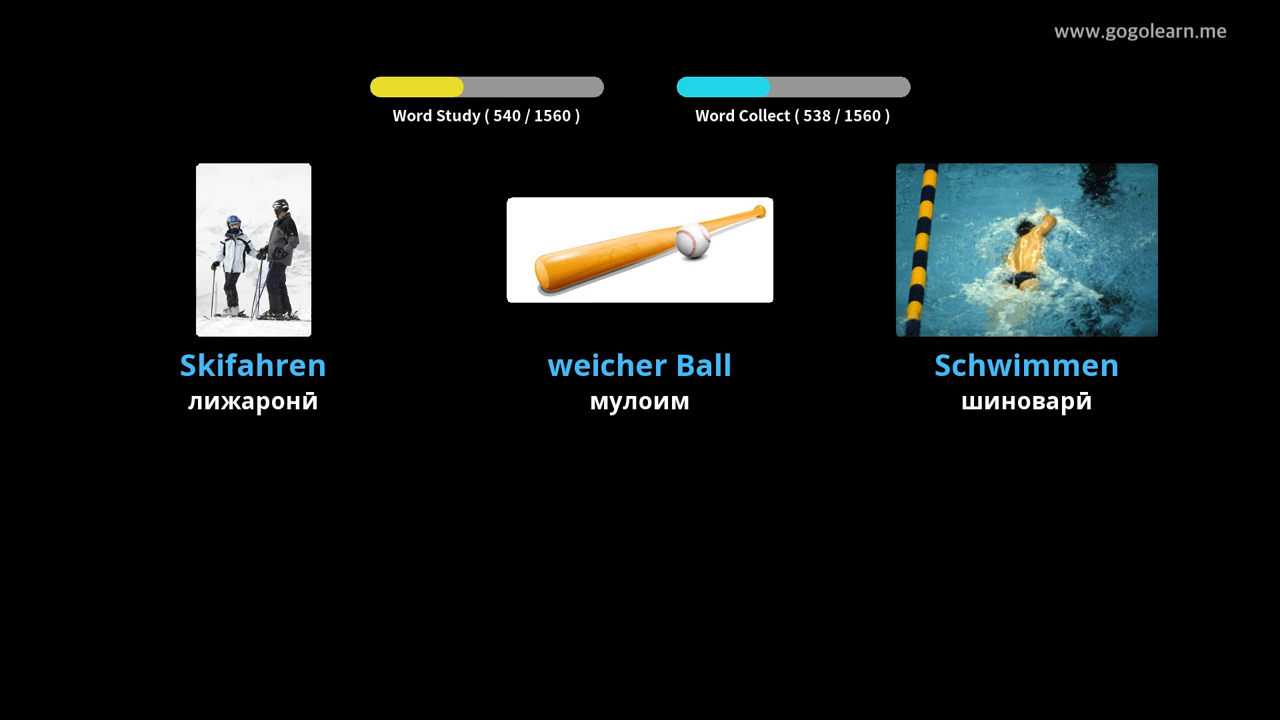 www.gogolearn.me
Word Study ( 540 / 1560 )
Word Collect ( 538 / 1560 )
Skifahren
лижаронӣ
weicher Ball
мулоим
Schwimmen
шиноварӣ